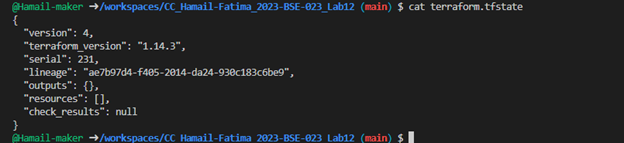 @Hamail-maker ➜/workspaces/CC_Hamail-Fatima_2023-BSE-023_Lab12 (main) $ cat terraform.tfstate
{
  "version": 4,
  "terraform_version": "1.14.3",
  "serial": 231,
  "lineage": "ae7b97d4-f405-2014-da24-930c183c6be9",
  "outputs": {},
  "resources": [],
  "check_results": null
}
@Hamail-maker ➜/workspaces/CC_Hamail-Fatima_2023-BSE-023_Lab12 (main) $